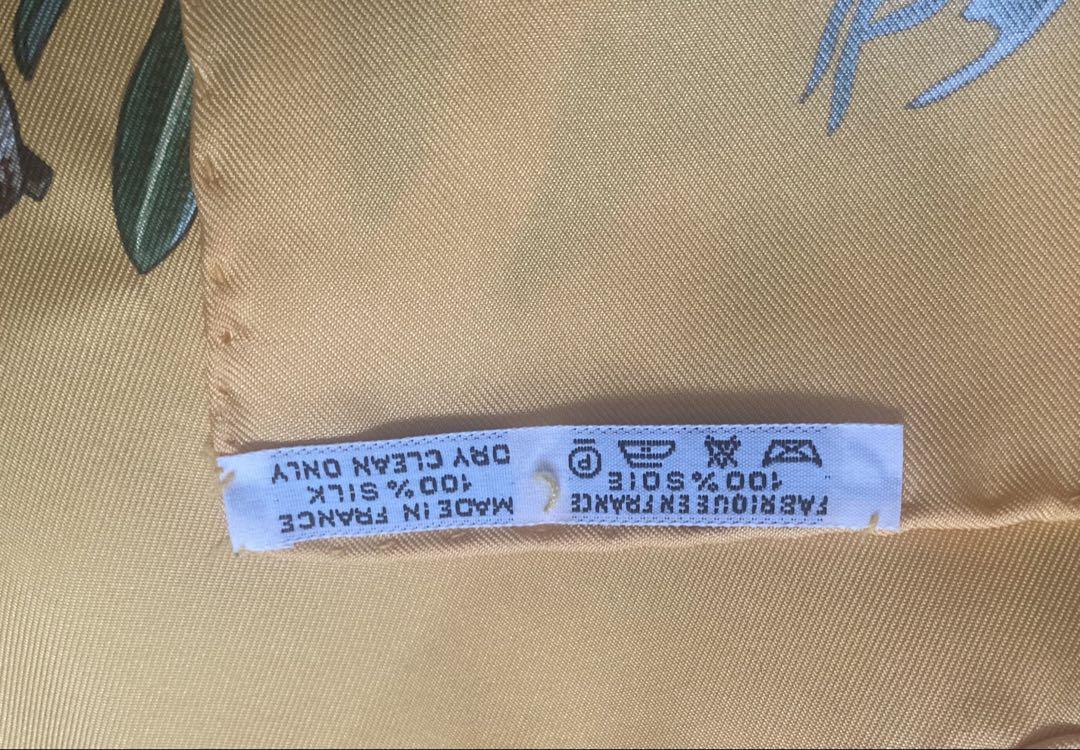 FABRIQUE EN FRANCE
100% SOIE
P
MADE IN FRANCE
100% SILK
DRY CLEAN ONLY